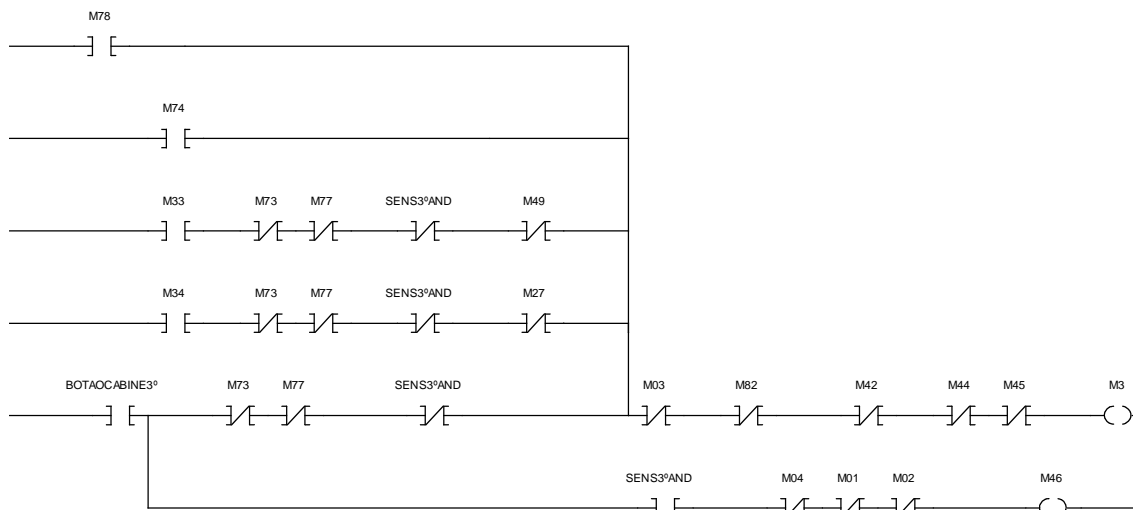 M78
M74
M33 M73 M77 SENS3ºAND M49
M34 M73 M77 SENS3ºAND M27
BOTAOCABINE3º M73 M77 SENS3ºAND M03 M82 M42 M44 M45 M3
SENS3ºAND M04 M01 M02 M46